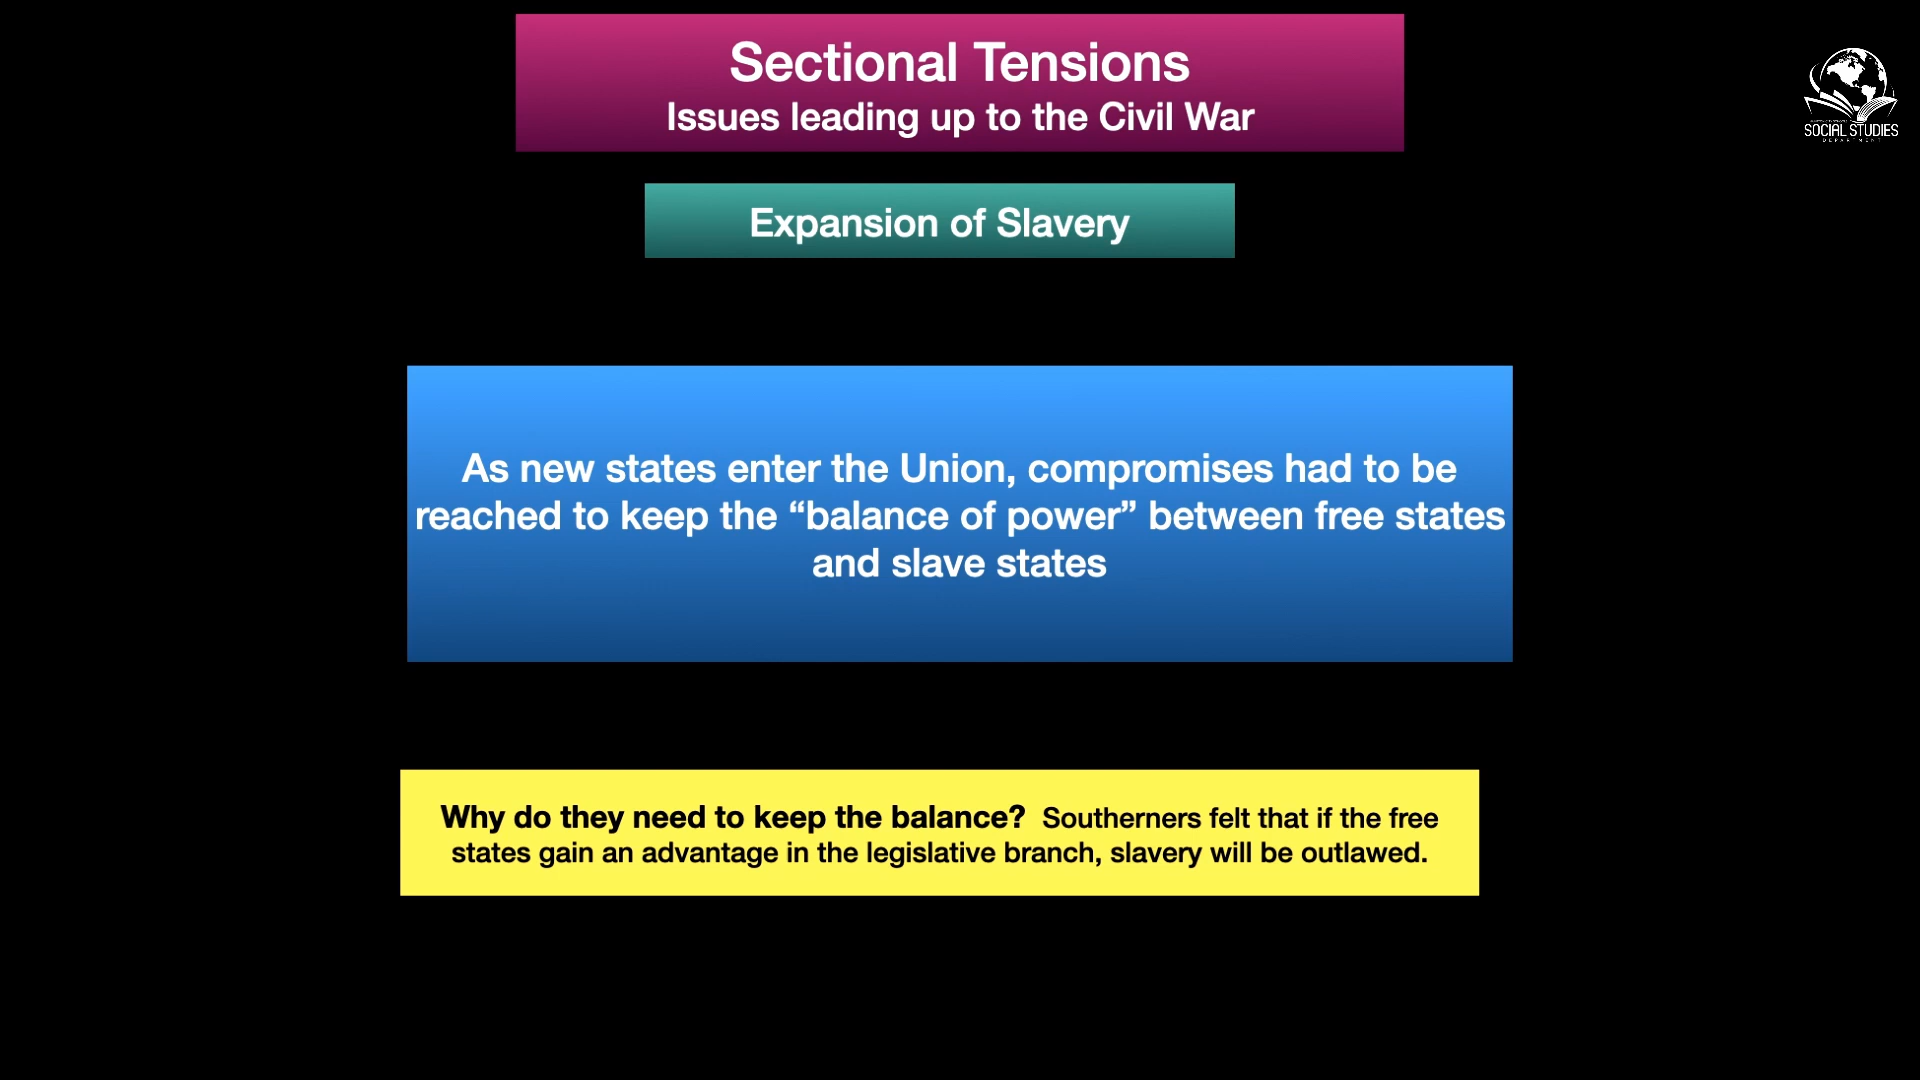 Sectional Tensions
Issues leading up to the Civil War
SOCIAL STUDIES
DEPARTMENT
Expansion of Slavery
As new states enter the Union, compromises had to be
reached to keep the “balance of power” between free states
and slave states
Why do they need to keep the balance? Southerners felt that if the free
states gain an advantage in the legislative branch, slavery will be outlawed.